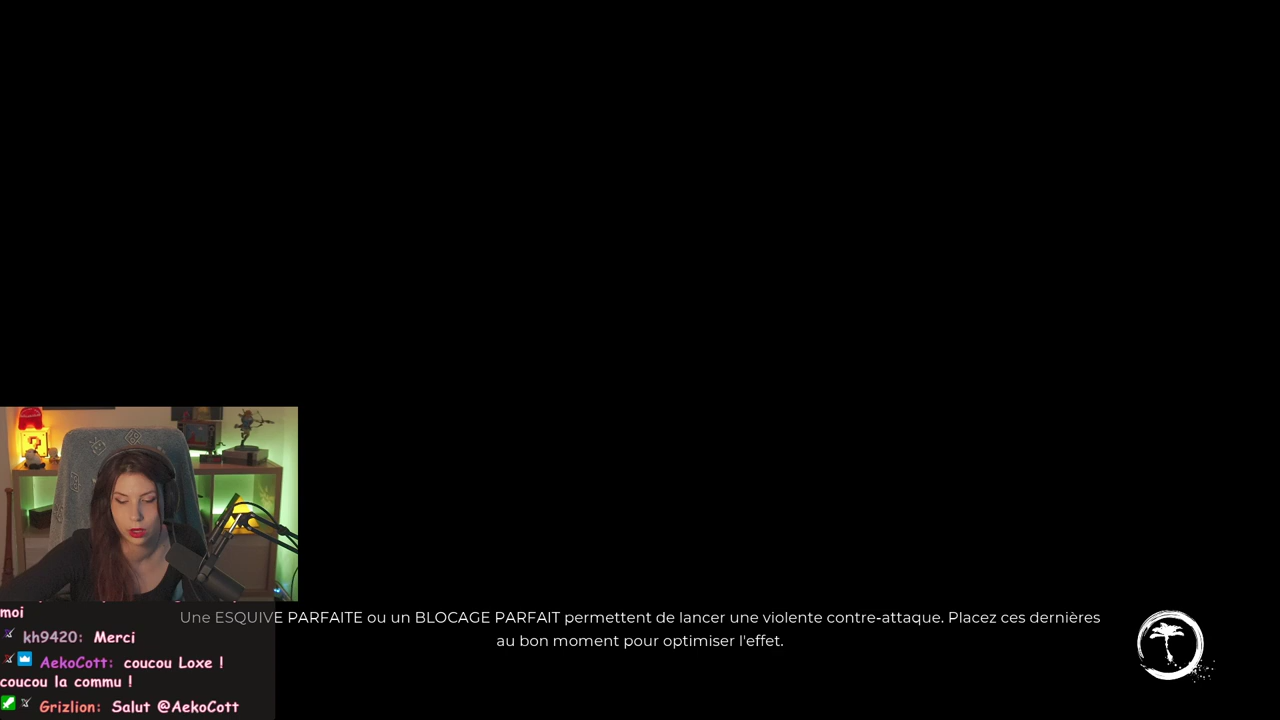 moi
kh9420: Merci
AekoCott: coucou Loxe !
coucou la commu !
Grizlion: Salut @AekoCott
Une ESQUIVE PARFAITE ou un BLOCAGE PARFAIT permettent de lancer une violente contre-attaque. Placez ces dernières
au bon moment pour optimiser l'effet.